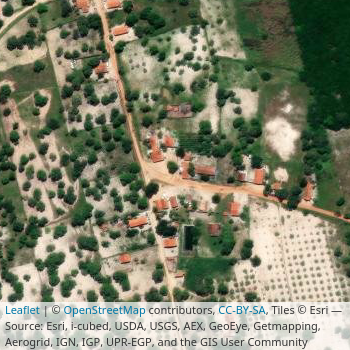 Leaflet | © OpenStreetMap contributors, CC-BY-SA, Tiles © Esri —
Source: Esri, i-cubed, USDA, USGS, AEX, GeoEye, Getmapping,
Aerogrid, IGN, IGP, UPR-EGP, and the GIS User Community